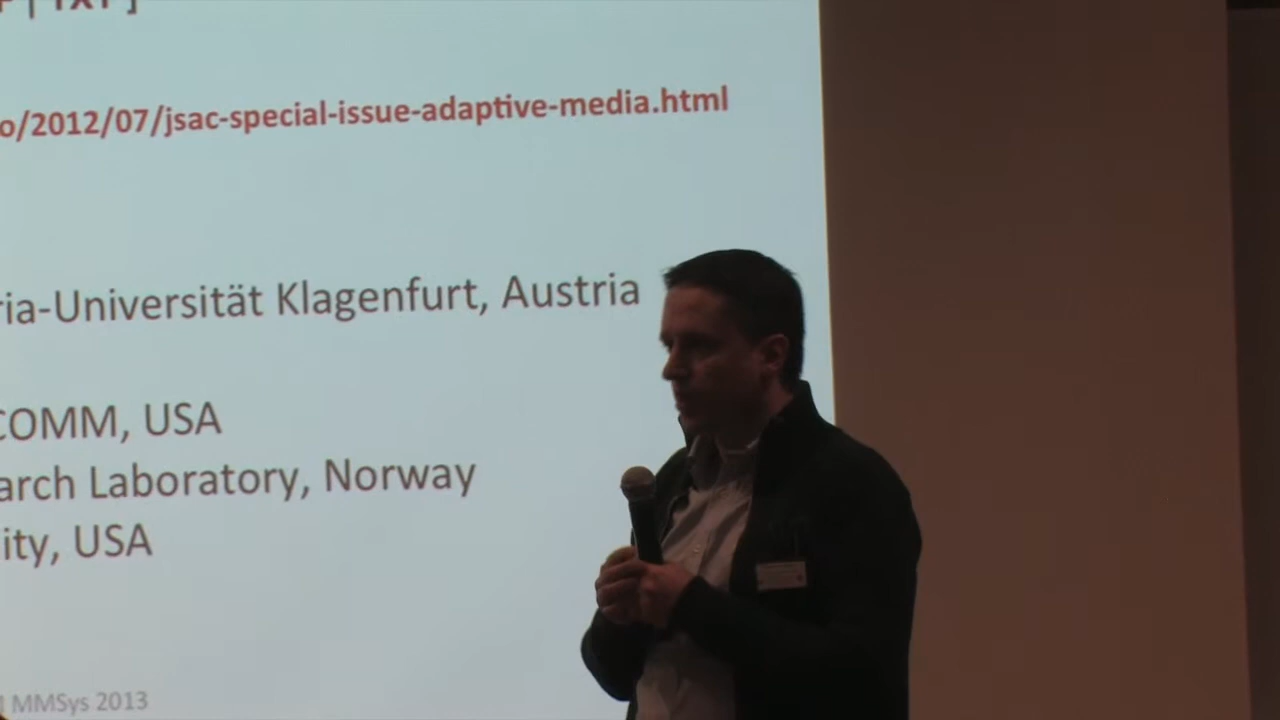 | TXT ]
o/2012/07/jsac-special-issue-adaptive-media.html
ria-Universität Klagenfurt, Austria
COMM, USA
arch Laboratory, Norway
ity, USA
MMSys 2013